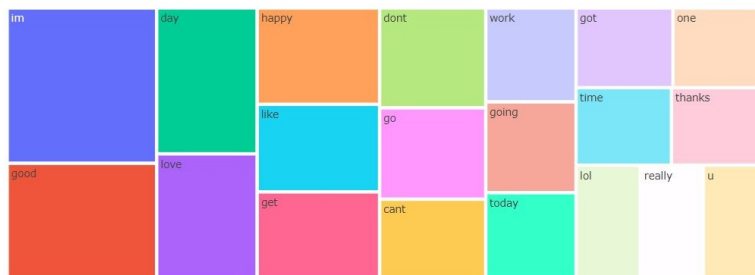 im
good
day
love
happy
like
get
dont
go
cant
work
going
today
got
one
time
thanks
lol
really
u